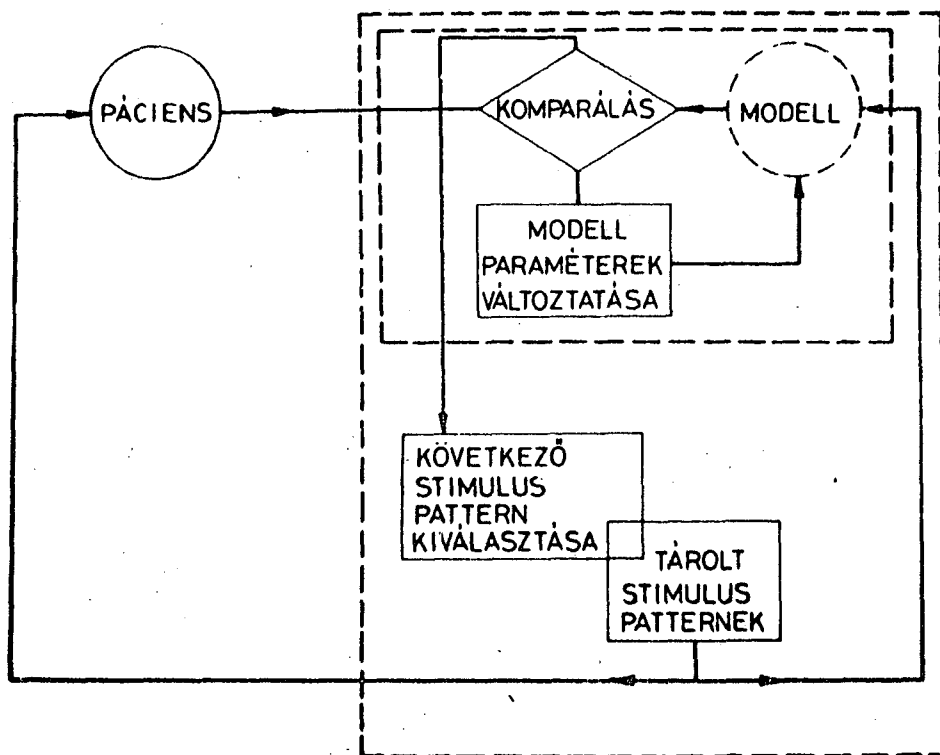 PÁCIENS
KOMPARÁLÁS
MODELL
MODELL
PARAMÉTEREK
VÁLTOZTATÁSA
KÖVETKEZŐ
STIMULUS
PATTERN
KIVÁLASZTÁSA
TÁROLT
STIMULUS
PATTERNEK